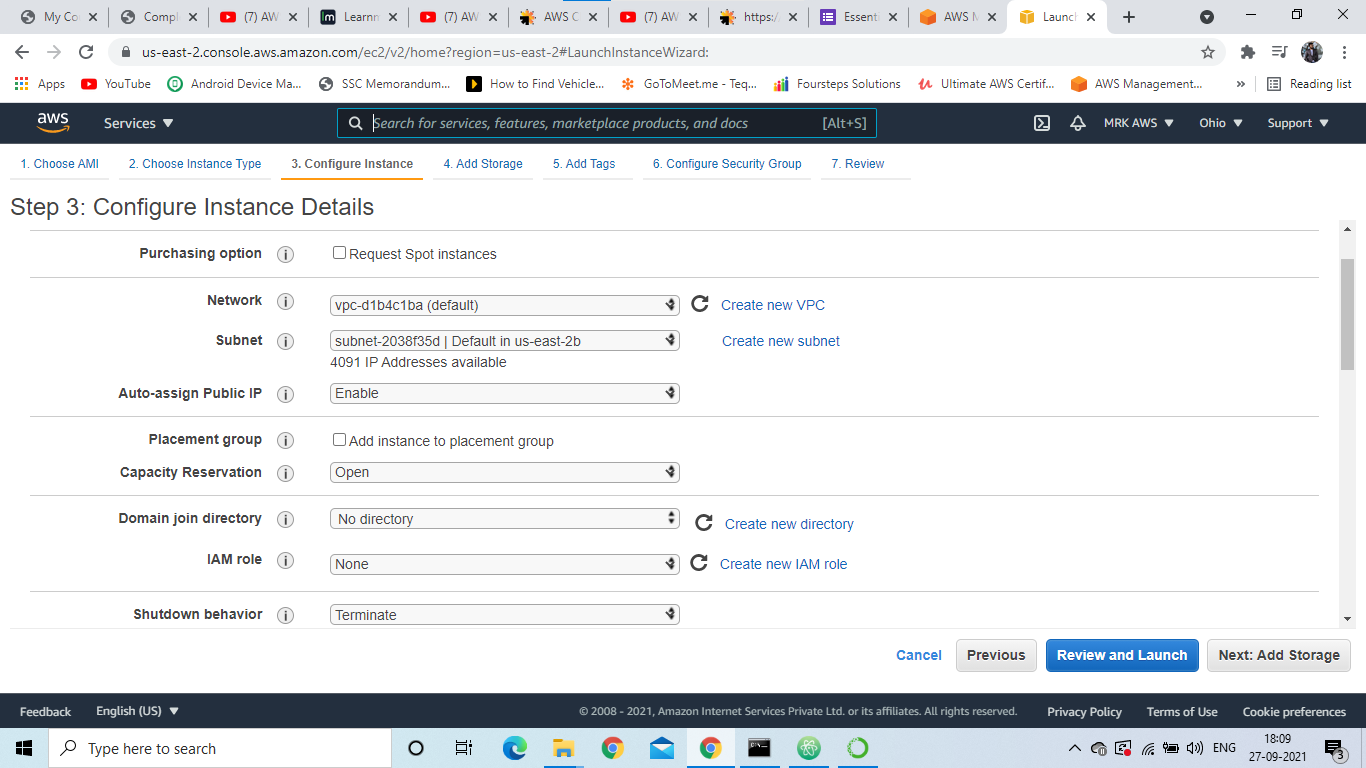 My Co
Compl
(7) AW
Learnn
(7) AW
AWS C
(7) AW
https:/
Essenti
AWS M
Launc
us-east-2.console.aws.amazon.com/ec2/v2/home?region=us-east-2#LaunchInstanceWizard:
Apps
YouTube
Android Device Ma...
SSC Memorandum...
How to Find Vehicle...
GoToMeet.me - Teq...
Foursteps Solutions
Ultimate AWS Certif...
AWS Management...
»
Reading list
aws
Services
Search for services, features, marketplace products, and docs
[Alt+S]
MRK AWS
Ohio
Support
1. Choose AMI
2. Choose Instance Type
3. Configure Instance
4. Add Storage
5. Add Tags
6. Configure Security Group
7. Review
Step 3: Configure Instance Details
Purchasing option
Request Spot instances
Network
vpc-d1b4c1ba (default)
Create new VPC
Subnet
subnet-2038f35d | Default in us-east-2b
Create new subnet
4091 IP Addresses available
Auto-assign Public IP
Enable
Placement group
Add instance to placement group
Capacity Reservation
Open
Domain join directory
No directory
Create new directory
IAM role
None
Create new IAM role
Shutdown behavior
Terminate
Cancel
Previous
Review and Launch
Next: Add Storage
Feedback
English (US)
© 2008 - 2021, Amazon Internet Services Private Ltd. or its affiliates. All rights reserved.
Privacy Policy
Terms of Use
Cookie preferences
Type here to search
ENG
18:09
27-09-2021
3